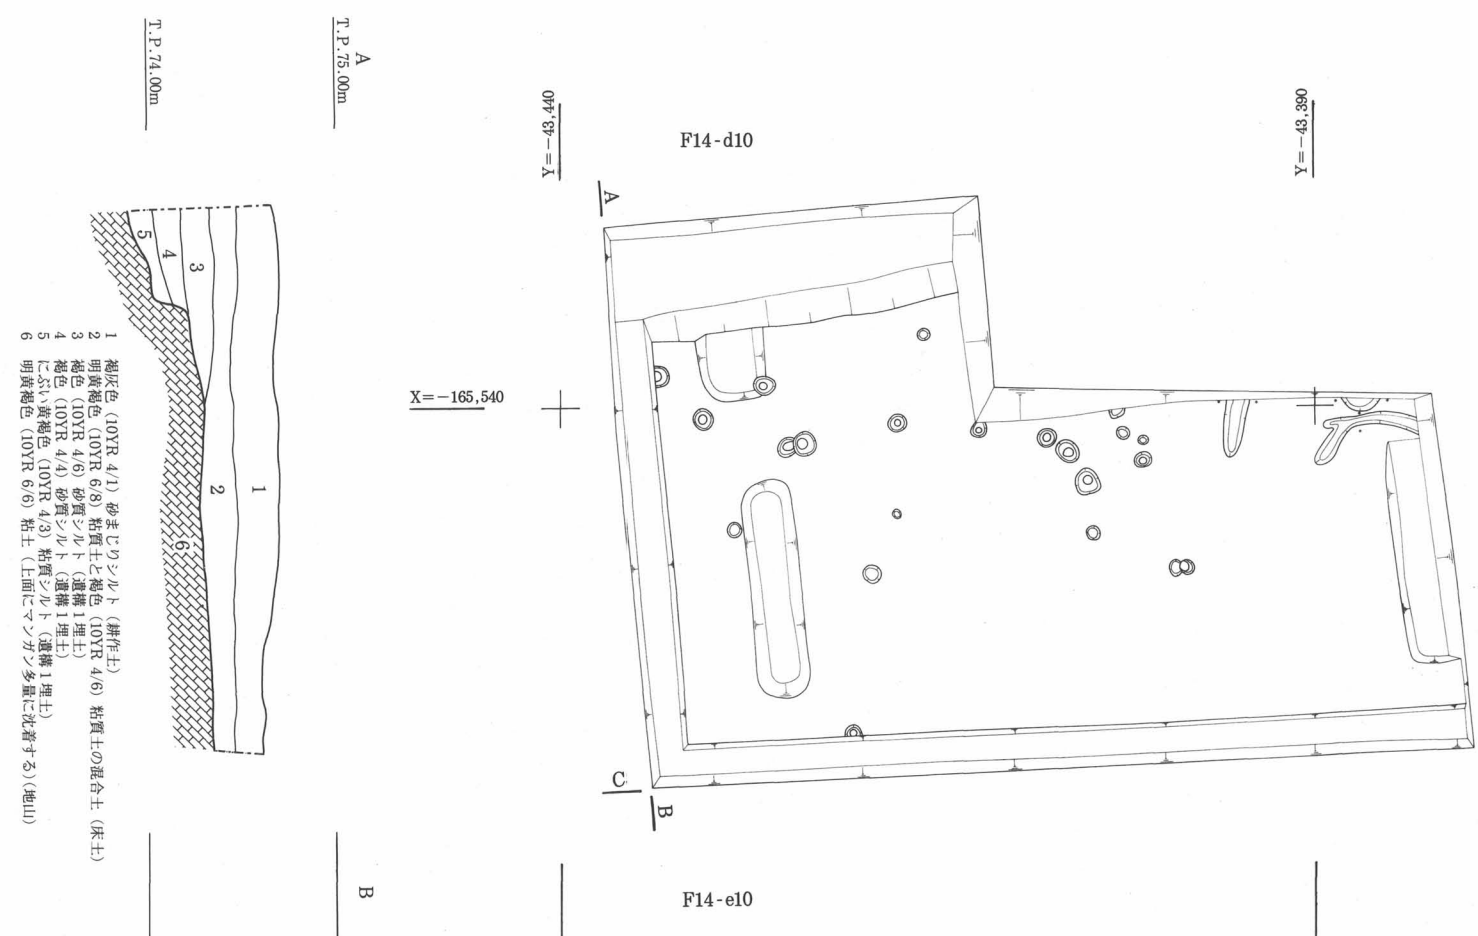 A
T.P.75.00m
T.P.74.00m
1
2
3
4
5
6
1 褐灰色（10YR 4/1）砂まじりシルト（耕作土）
2 明黄褐色（10YR 6/8）粘質土と褐色（10YR 4/6）粘質土の混合土（床土）
3 褐色（10YR 4/6）砂質シルト（遺構1埋土）
4 褐色（10YR 4/4）砂質シルト（遺構1埋土）
5 にぶい黄褐色（10YR 4/3）粘質シルト（遺構1埋土）
6 明黄褐色（10YR 6/6）粘土（上面にマンガン多量に沈着する）（地山）
B
Y=−43,440
F14-d10
Y=−43,390
A
X=−165,540
C
B
F14-e10